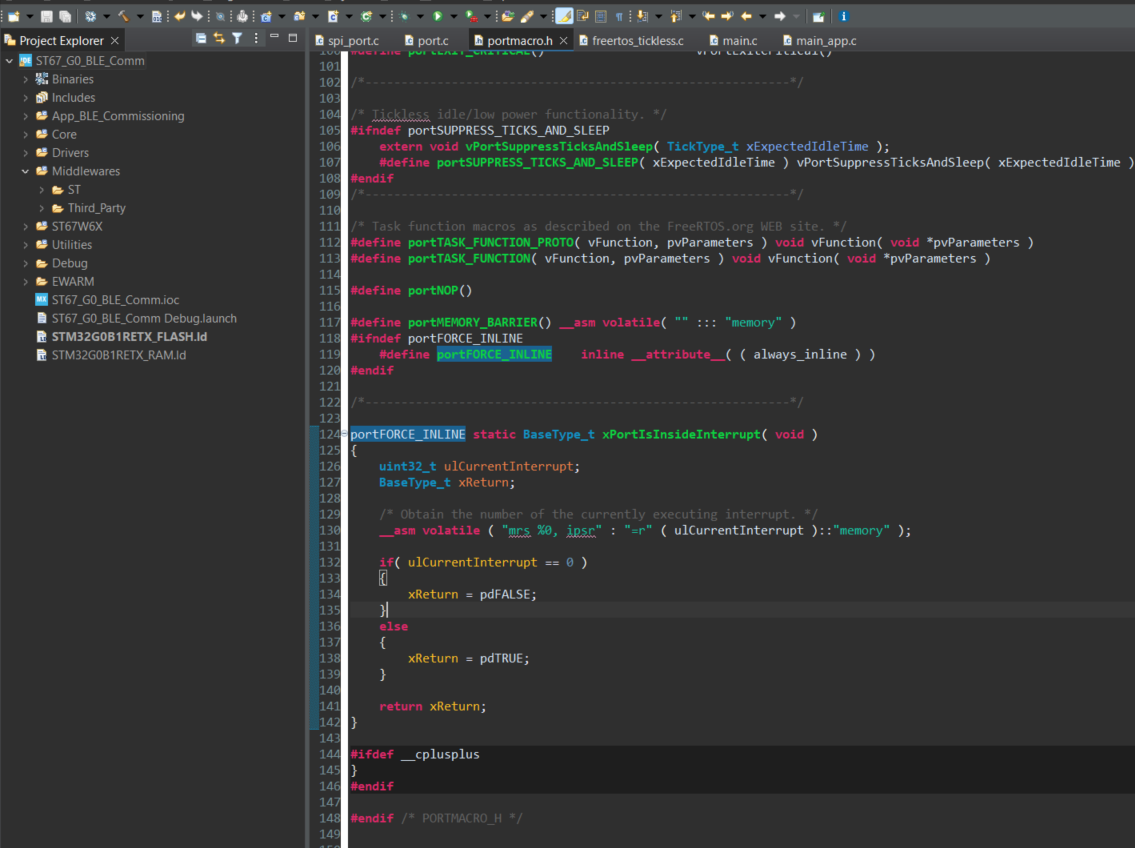 Project Explorer
ST67_G0_BLE_Comm
Binaries
Includes
App_BLE_Commissioning
Core
Drivers
Middlewares
ST
Third_Party
ST67W6X
Utilities
Debug
EWARM
ST67_G0_BLE_Comm.ioc
ST67_G0_BLE_Comm Debug.launch
STM32G0B1RETX_FLASH.ld
STM32G0B1RETX_RAM.ld
spi_port.c port.c portmacro.h freertos_tickless.c main.c main_app.c
101
102 /*-----------------------------------------------------------*/
103
104 /* Tickless idle/low power functionality. */
105 #ifndef portSUPPRESS_TICKS_AND_SLEEP
106 extern void vPortSuppressTicksAndSleep( TickType_t xExpectedIdleTime );
107 #define portSUPPRESS_TICKS_AND_SLEEP( xExpectedIdleTime ) vPortSuppressTicksAndSleep( xExpectedIdleTime )
108 #endif
109 /*-----------------------------------------------------------*/
110
111 /* Task function macros as described on the FreeRTOS.org WEB site. */
112 #define portTASK_FUNCTION_PROTO( vFunction, pvParameters ) void vFunction( void *pvParameters )
113 #define portTASK_FUNCTION( vFunction, pvParameters ) void vFunction( void *pvParameters )
114
115 #define portNOP()
116
117 #define portMEMORY_BARRIER() __asm volatile( "" ::: "memory" )
118 #ifndef portFORCE_INLINE
119 #define portFORCE_INLINE inline __attribute__( ( always_inline ) )
120 #endif
121
122 /*-----------------------------------------------------------*/
123
124 portFORCE_INLINE static BaseType_t xPortIsInsideInterrupt( void )
125 {
126 uint32_t ulCurrentInterrupt;
127 BaseType_t xReturn;
128
129 /* Obtain the number of the currently executing interrupt. */
130 __asm volatile ( "mrs %0, ipsr" : "=r" ( ulCurrentInterrupt )::"memory" );
131
132 if( ulCurrentInterrupt == 0 )
133 {
134 xReturn = pdFALSE;
135 }
136 else
137 {
138 xReturn = pdTRUE;
139 }
140
141 return xReturn;
142 }
143
144 #ifdef __cplusplus
145 }
146 #endif
147
148 #endif /* PORTMACRO_H */
149